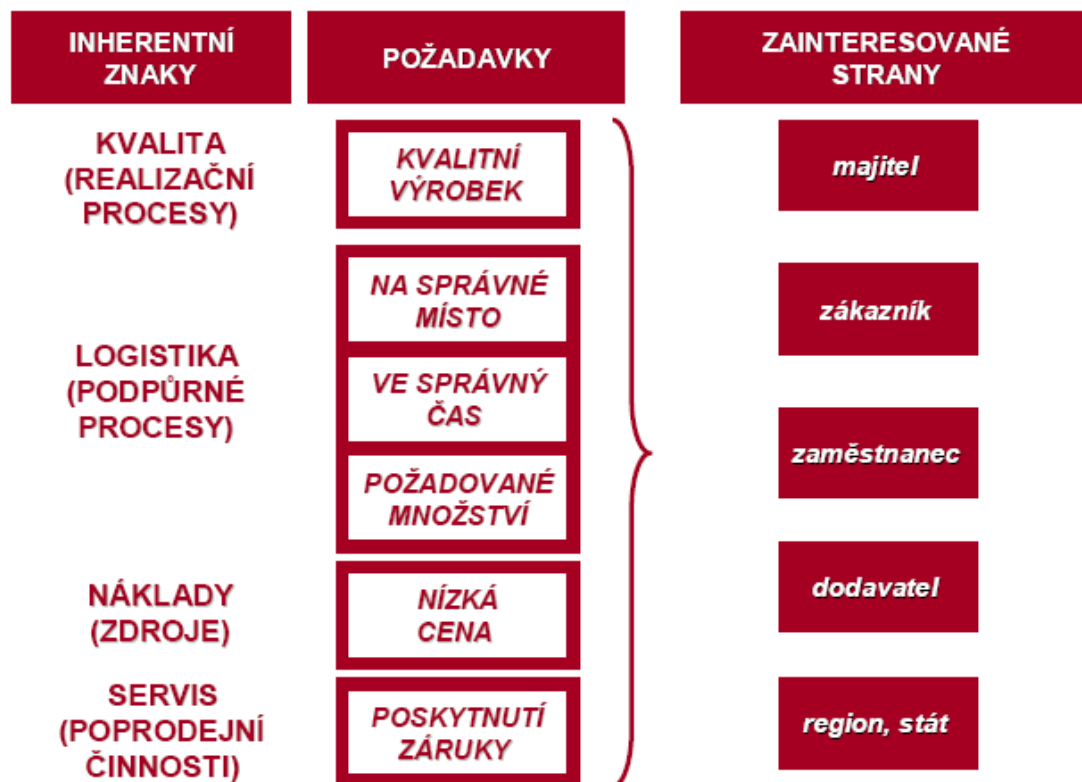 INHERENTNÍ
ZNAKY
POŽADAVKY
ZAINTERESOVANÉ
STRANY
KVALITA
(REALIZAČNÍ
PROCESY)
KVALITNÍ
VÝROBEK
majitel
LOGISTIKA
(PODPŮRNÉ
PROCESY)
NA SPRÁVNÉ
MÍSTO
VE SPRÁVNÝ
ČAS
POŽADOVANÉ
MNOŽSTVÍ
zákazník
zaměstnanec
NÁKLADY
(ZDROJE)
NÍZKÁ
CENA
dodavatel
SERVIS
(POPRODEJNÍ
ČINNOSTI)
POSKYTNUTÍ
ZÁRUKY
region, stát